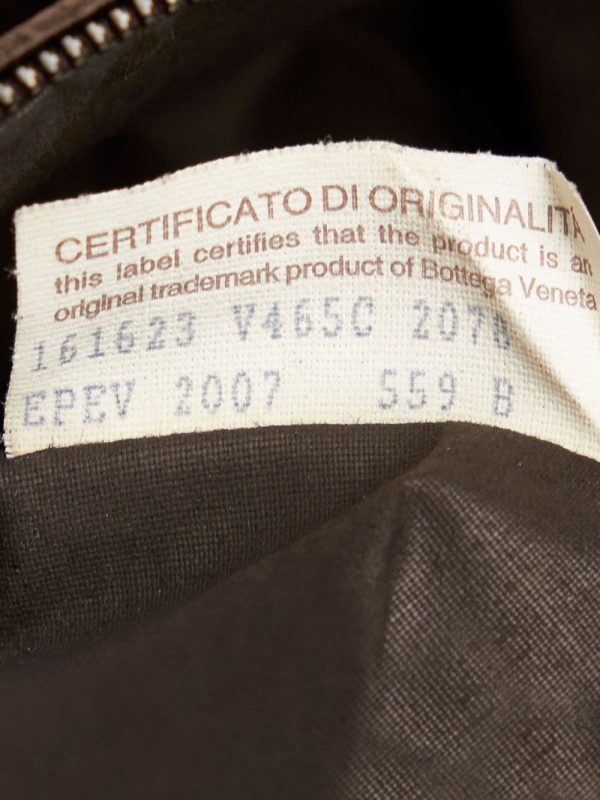 CERTIFICATO DI ORIGINALITÀ
this label certifies that the product is an
original trademark product of Bottega Veneta
161623 V465C 2078
EPEV 2007 559 B